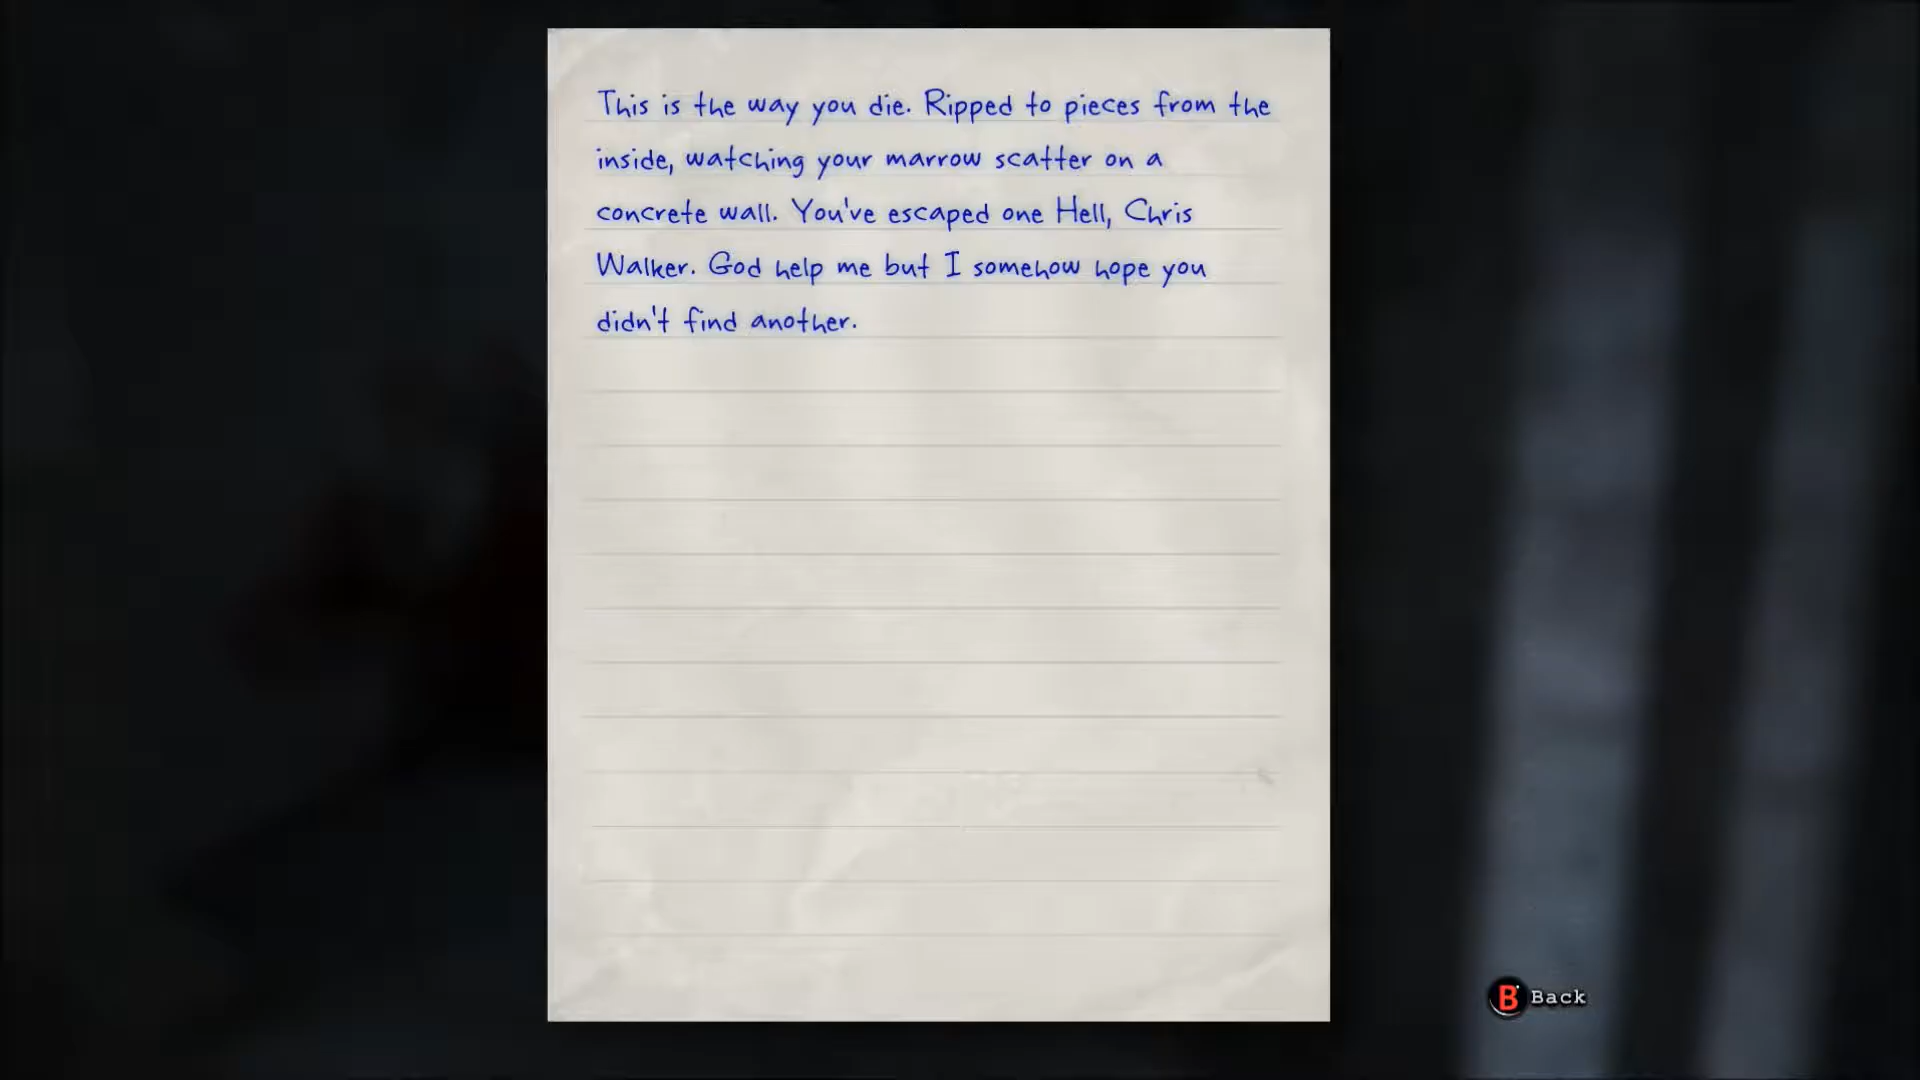 This is the way you die. Ripped to pieces from the
inside, watching your marrow scatter on a
concrete wall. You've escaped one Hell, Chris
Walker. God help me but I somehow hope you
didn't find another.
B Back